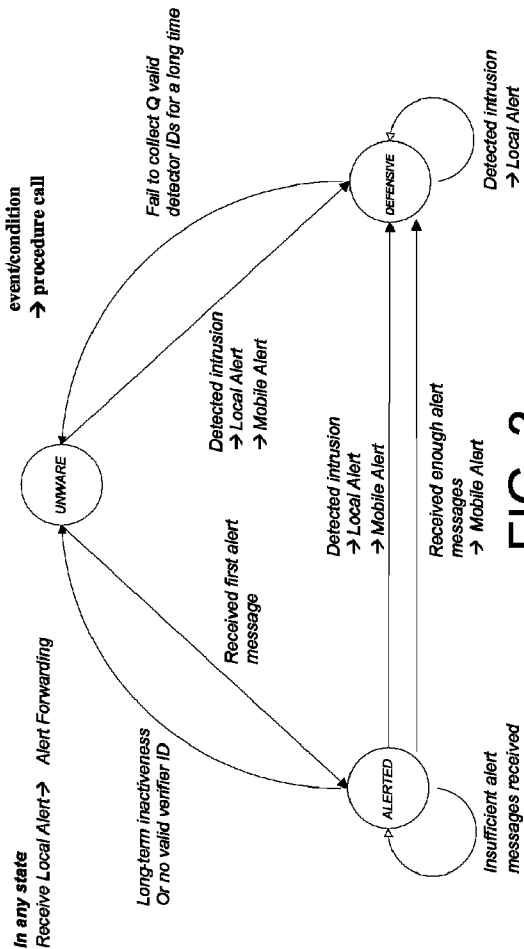 In any state
Receive Local Alert→ Alert Forwarding
event/condition
→ procedure call
UNWARE
Long-term inactiveness
Or no valid verifier ID
Received first alert
message
Detected intrusion
→ Local Alert
→ Mobile Alert
Fail to collect Q valid
detector IDs for a long time
ALERTED
DEFENSIVE
Detected intrusion
→ Local Alert
→ Mobile Alert
Received enough alert
messages
→ Mobile Alert
Insufficient alert
messages received
Detected intrusion
→ Local Alert